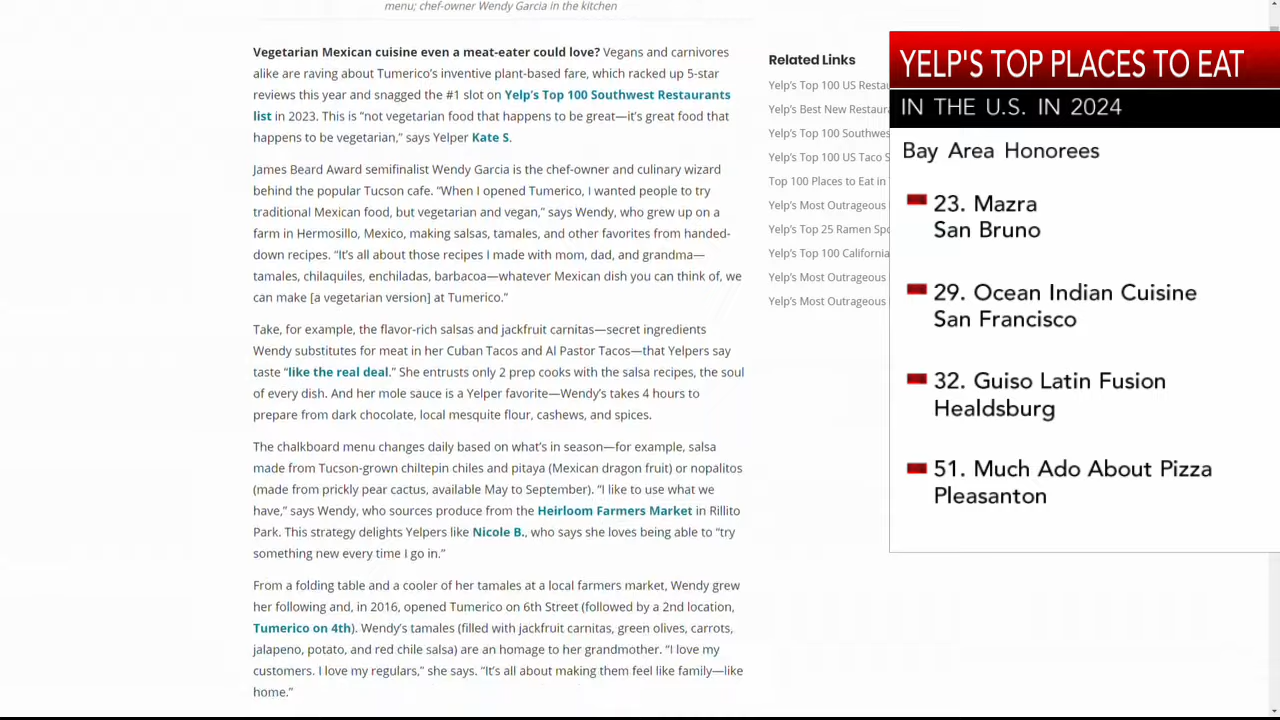 menu; chef-owner Wendy Garcia in the kitchen
Vegetarian Mexican cuisine even a meat-eater could love? Vegans and carnivores
alike are raving about Tumerico's inventive plant-based fare, which racked up 5-star
reviews this year and snagged the #1 slot on Yelp's Top 100 Southwest Restaurants
list in 2023. This is “not vegetarian food that happens to be great—it's great food that
happens to be vegetarian,” says Yelper Kate S.
James Beard Award semifinalist Wendy Garcia is the chef-owner and culinary wizard
behind the popular Tucson cafe. “When I opened Tumerico, I wanted people to try
traditional Mexican food, but vegetarian and vegan,” says Wendy, who grew up on a
farm in Hermosillo, Mexico, making salsas, tamales, and other favorites from handed-
down recipes. “It's all about those recipes I made with mom, dad, and grandma—
tamales, chilaquiles, enchiladas, barbacoa—whatever Mexican dish you can think of, we
can make [a vegetarian version] at Tumerico.”
Take, for example, the flavor-rich salsas and jackfruit carnitas—secret ingredients
Wendy substitutes for meat in her Cuban Tacos and Al Pastor Tacos—that Yelpers say
taste “like the real deal.” She entrusts only 2 prep cooks with the salsa recipes, the soul
of every dish. And her mole sauce is a Yelper favorite—Wendy's takes 4 hours to
prepare from dark chocolate, local mesquite flour, cashews, and spices.
The chalkboard menu changes daily based on what's in season—for example, salsa
made from Tucson-grown chiltepin chiles and pitaya (Mexican dragon fruit) or nopalitos
(made from prickly pear cactus, available May to September). “I like to use what we
have,” says Wendy, who sources produce from the Heirloom Farmers Market in Rillito
Park. This strategy delights Yelpers like Nicole B., who says she loves being able to “try
something new every time I go in.”
From a folding table and a cooler of her tamales at a local farmers market, Wendy grew
her following and, in 2016, opened Tumerico on 6th Street (followed by a 2nd location,
Tumerico on 4th). Wendy's tamales (filled with jackfruit carnitas, green olives, carrots,
jalapeno, potato, and red chile salsa) are an homage to her grandmother. “I love my
customers. I love my regulars,” she says. “It's all about making them feel like family—like
home.”
Related Links
Yelp's Top 100 US Restau
Yelp's Best New Restaur
Yelp's Top 100 Southwes
Yelp's Top 100 US Taco S
Top 100 Places to Eat in
Yelp's Most Outrageous
Yelp's Top 25 Ramen Spo
Yelp's Top 100 California
Yelp's Most Outrageous
Yelp's Most Outrageous
YELP'S TOP PLACES TO EAT
IN THE U.S. IN 2024
Bay Area Honorees
23. Mazra
San Bruno
29. Ocean Indian Cuisine
San Francisco
32. Guiso Latin Fusion
Healdsburg
51. Much Ado About Pizza
Pleasanton